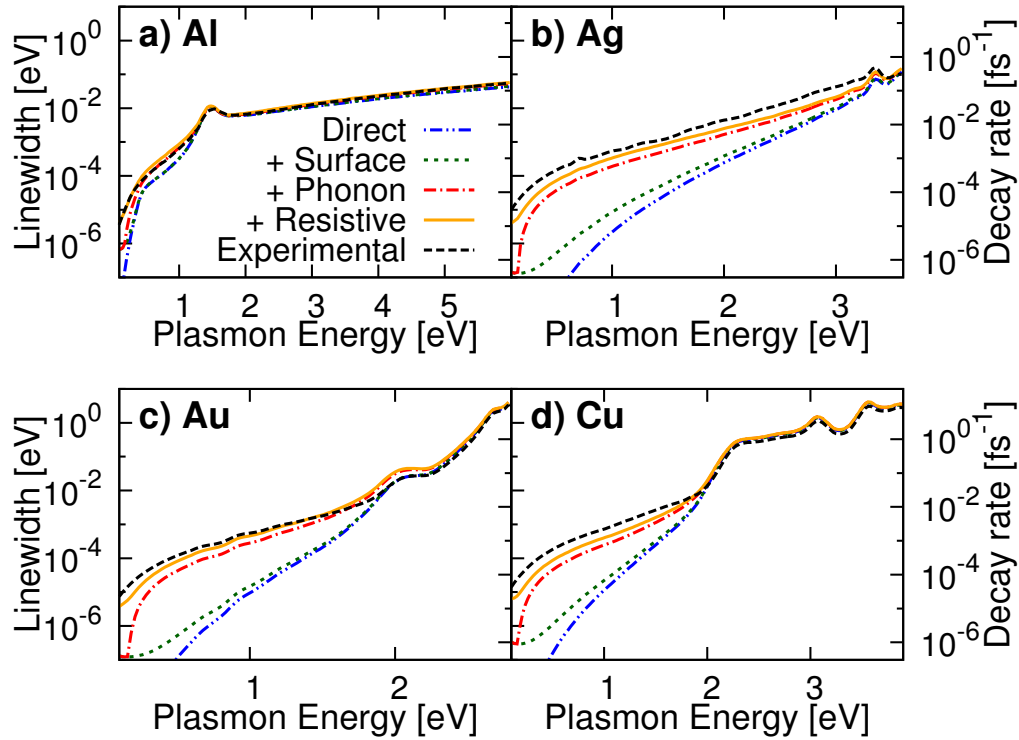 a) Al
b) Ag
Linewidth [eV]
10^0
10^-2
10^-4
10^-6
Direct
+ Surface
+ Phonon
+ Resistive
Experimental
10^-1
10^-2
10^-4
10^-6
Decay rate [fs^-1]
1 2 3 4 5
1 2 3
Plasmon Energy [eV]
Plasmon Energy [eV]
c) Au
d) Cu
Linewidth [eV]
10^0
10^-2
10^-4
10^-6
10^-1
10^-2
10^-4
10^-6
Decay rate [fs^-1]
1 2
1 2 3
Plasmon Energy [eV]
Plasmon Energy [eV]